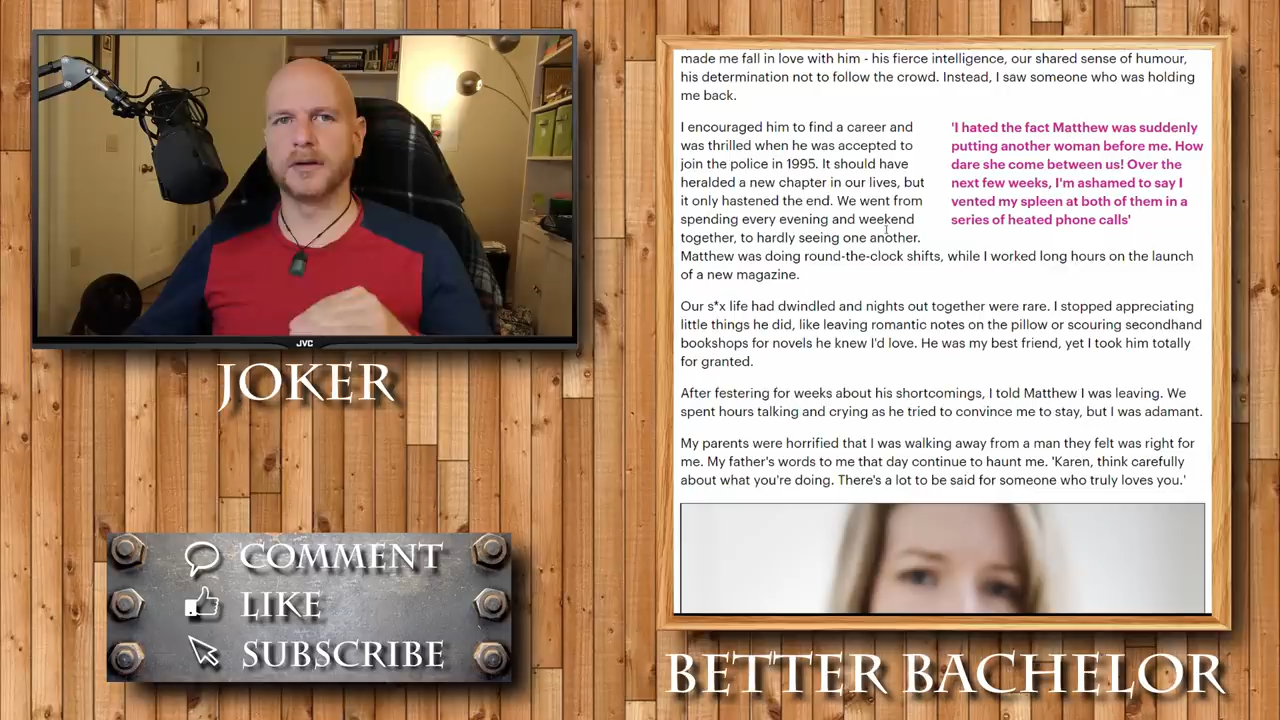 JVC
JOKER
COMMENT
LIKE
SUBSCRIBE
made me fall in love with him - his fierce intelligence, our shared sense of humour,
his determination not to follow the crowd. Instead, I saw someone who was holding
me back.
I encouraged him to find a career and
was thrilled when he was accepted to
join the police in 1995. It should have
heralded a new chapter in our lives, but
it only hastened the end. We went from
spending every evening and weekend
together, to hardly seeing one another.
Matthew was doing round-the-clock shifts, while I worked long hours on the launch
of a new magazine.
'I hated the fact Matthew was suddenly
putting another woman before me. How
dare she come between us! Over the
next few weeks, I'm ashamed to say I
vented my spleen at both of them in a
series of heated phone calls'
Our s*x life had dwindled and nights out together were rare. I stopped appreciating
little things he did, like leaving romantic notes on the pillow or scouring secondhand
bookshops for novels he knew I'd love. He was my best friend, yet I took him totally
for granted.
After festering for weeks about his shortcomings, I told Matthew I was leaving. We
spent hours talking and crying as he tried to convince me to stay, but I was adamant.
My parents were horrified that I was walking away from a man they felt was right for
me. My father's words to me that day continue to haunt me. 'Karen, think carefully
about what you're doing. There's a lot to be said for someone who truly loves you.'
BETTER BACHELOR